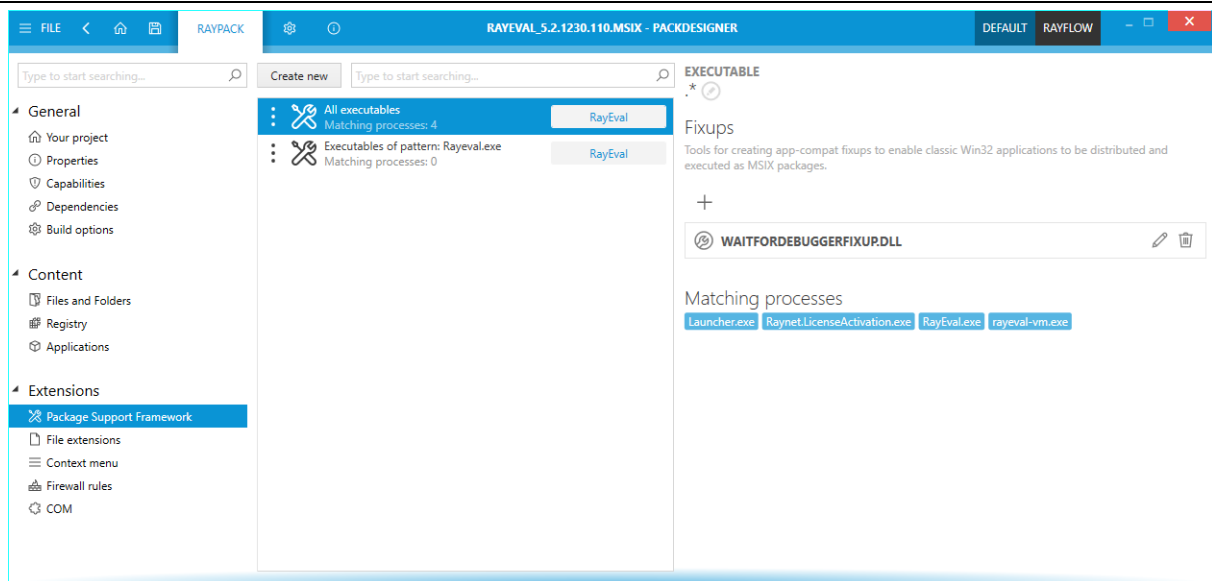 FILE
RAYPACK
RAYEVAL_5.2.1230.110.MSIX - PACKDESIGNER
DEFAULT
RAYFLOW
Type to start searching...
General
Your project
Properties
Capabilities
Dependencies
Build options
Content
Files and Folders
Registry
Applications
Extensions
Package Support Framework
File extensions
Context menu
Firewall rules
COM
Create new
Type to start searching...
All executables
Matching processes: 4
RayEval
Executables of pattern: Rayeval.exe
Matching processes: 0
RayEval
EXECUTABLE
.*
Fixups
Tools for creating app-compat fixups to enable classic Win32 applications to be distributed and
executed as MSIX packages.
WAITFORDEBUGGERFIXUP.DLL
Matching processes
Launcher.exe Raynet.LicenseActivation.exe RayEval.exe rayeval-vm.exe